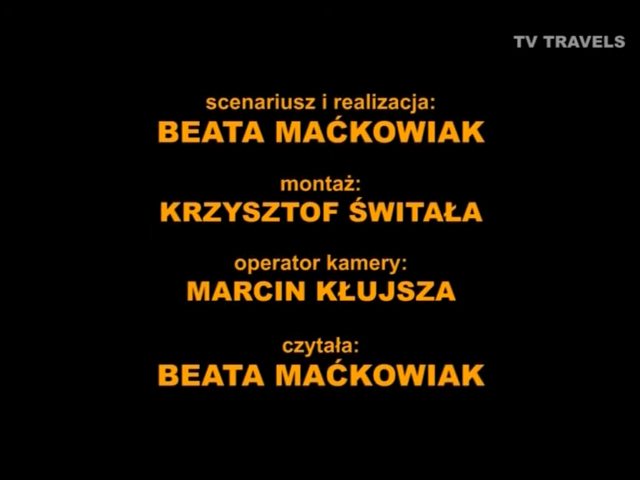 TV TRAVELS
scenariusz i realizacja:
BEATA MAĆKOWIAK
montaż:
KRZYSZTOF ŚWITAŁA
operator kamery:
MARCIN KŁUJSZA
czytała:
BEATA MAĆKOWIAK